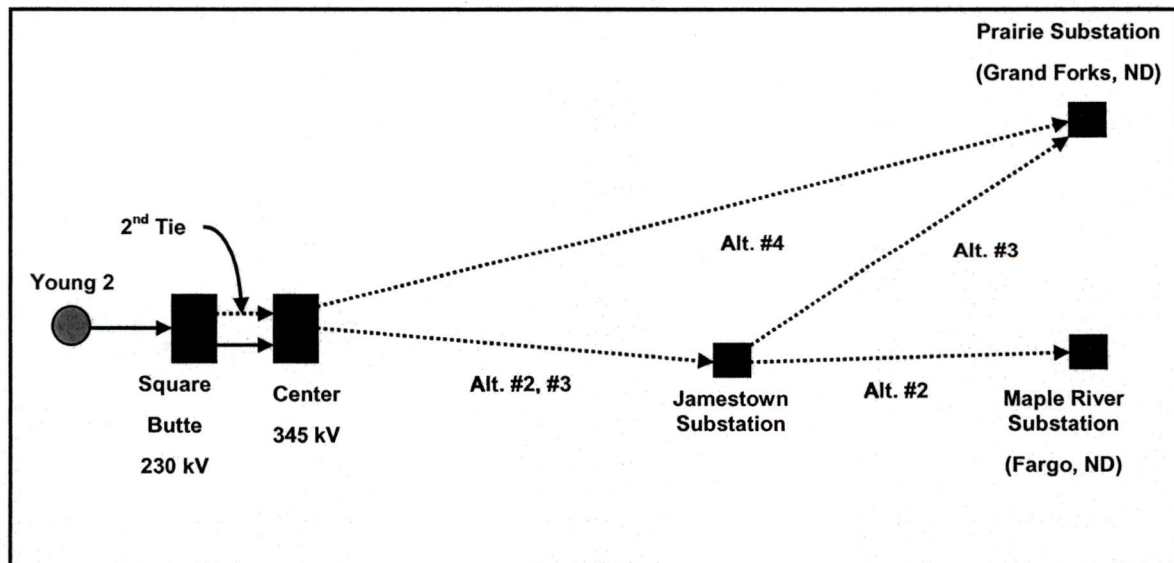 Prairie Substation
(Grand Forks, ND)
2nd Tie
Alt. #4
Alt. #3
Young 2
Square
Butte
230 kV
Center
345 kV
Alt. #2, #3
Jamestown
Substation
Alt. #2
Maple River
Substation
(Fargo, ND)